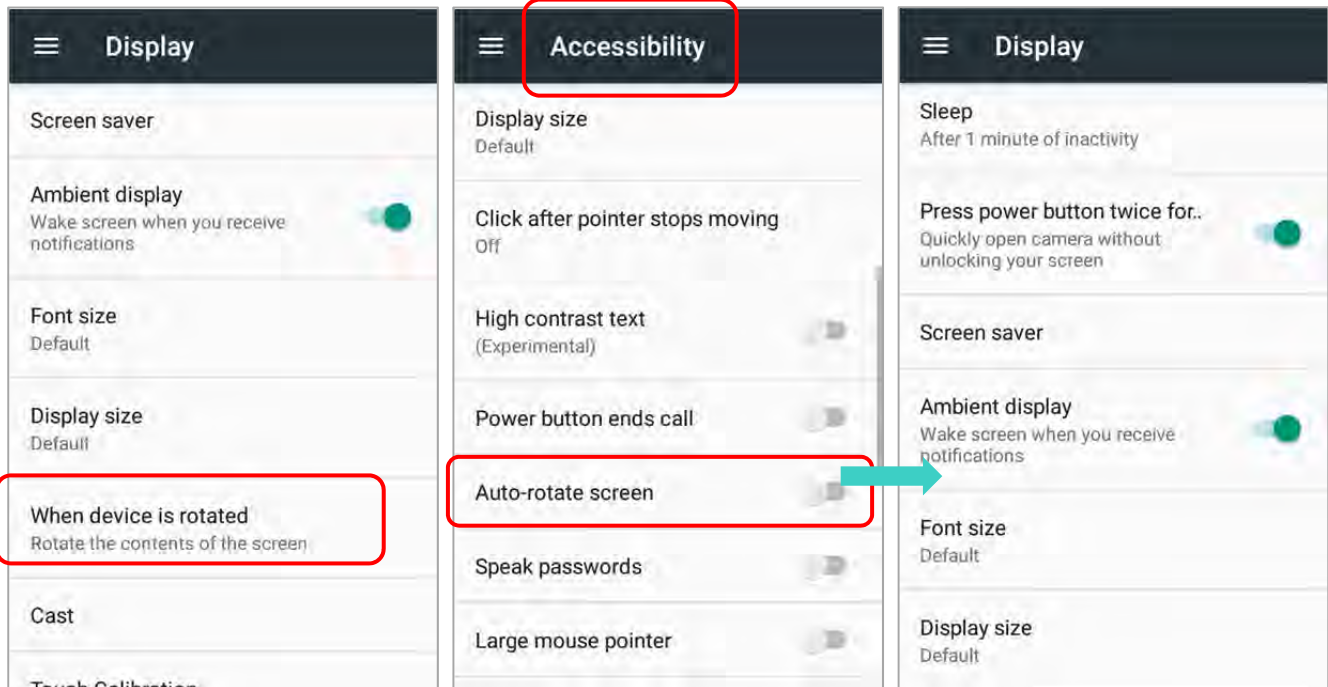 Display
Screen saver
Ambient display
Wake screen when you receive
notifications
Font size
Default
Display size
Default
When device is rotated
Rotate the contents of the screen
Cast
Touch Calibration
Accessibility
Display size
Default
Click after pointer stops moving
Off
High contrast text
(Experimental)
Power button ends call
Auto-rotate screen
Speak passwords
Large mouse pointer
Display
Sleep
After 1 minute of inactivity
Press power button twice for..
Quickly open camera without
unlocking your screen
Screen saver
Ambient display
Wake screen when you receive
notifications
Font size
Default
Display size
Default